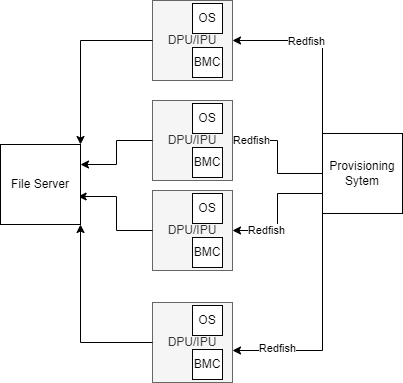 OS
DPU/IPU
BMC
Redfish
OS
DPU/IPU
BMC
Redfish
File Server
Provisioning
Sytem
OS
DPU/IPU
BMC
Redfish
OS
DPU/IPU
BMC
Redfish